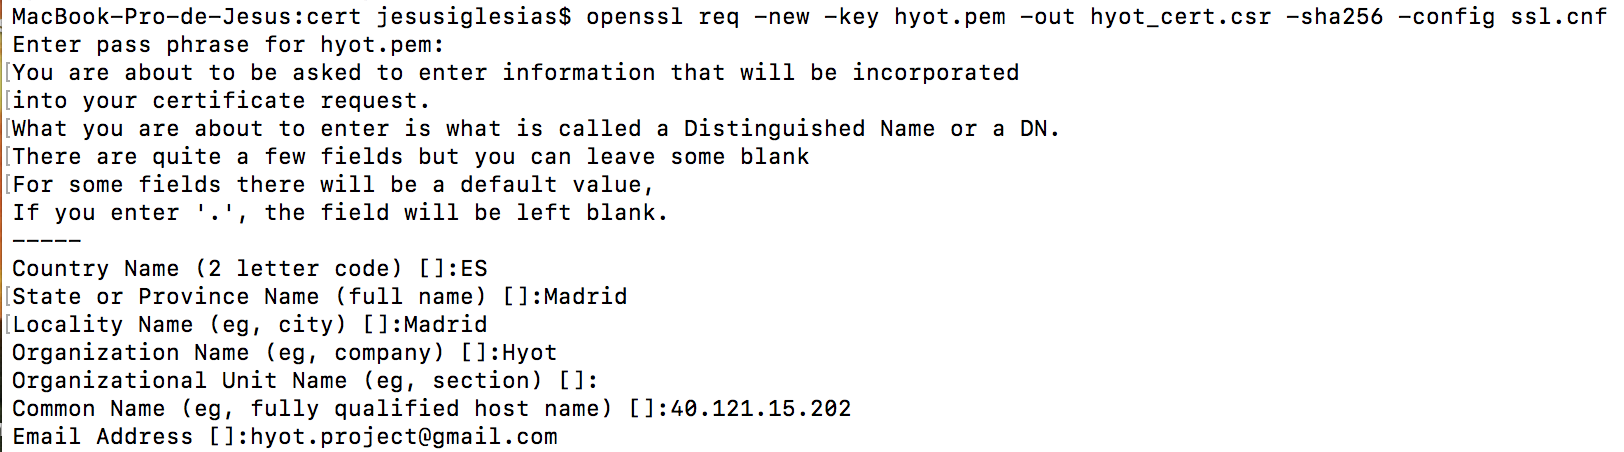 MacBook-Pro-de-Jesus:cert jesusiglesias$ openssl req -new -key hyot.pem -out hyot_cert.csr -sha256 -config ssl.cnf
Enter pass phrase for hyot.pem:
[You are about to be asked to enter information that will be incorporated
[into your certificate request.
[What you are about to enter is what is called a Distinguished Name or a DN.
[There are quite a few fields but you can leave some blank
[For some fields there will be a default value,
If you enter '.', the field will be left blank.
-----
Country Name (2 letter code) []:ES
[State or Province Name (full name) []:Madrid
[Locality Name (eg, city) []:Madrid
Organization Name (eg, company) []:Hyot
Organizational Unit Name (eg, section) []:
Common Name (eg, fully qualified host name) []:40.121.15.202
Email Address []:hyot.project@gmail.com